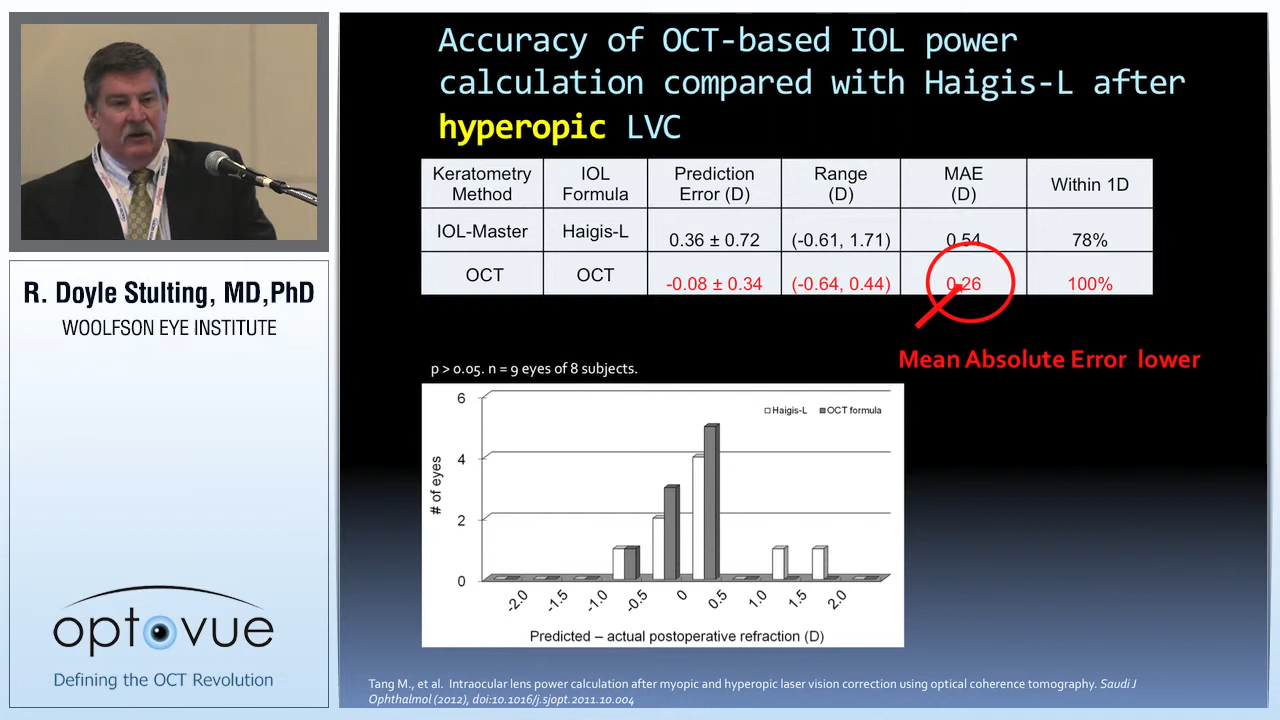 Accuracy of OCT-based IOL power
calculation compared with Haigis-L after
hyperopic LVC
Keratometry Method IOL Formula Prediction Error (D) Range (D) MAE (D) Within 1D
IOL-Master Haigis-L 0.36 ± 0.72 (-0.61, 1.71) 0.54 78%
OCT OCT -0.08 ± 0.34 (-0.64, 0.44) 0.26 100%
Mean Absolute Error lower
p > 0.05. n = 9 eyes of 8 subjects.
Haigis-L OCT formula
# of eyes
6
4
2
0
-2.0 -1.5 -1.0 -0.5 0 0.5 1.0 1.5 2.0
Predicted – actual postoperative refraction (D)
Tang M., et al. Intraocular lens power calculation after myopic and hyperopic laser vision correction using optical coherence tomography. Saudi J
Ophthalmol (2012), doi:10.1016/j.sjopt.2011.10.004
R. Doyle Stulting, MD,PhD
WOOLFSON EYE INSTITUTE
optovue
Defining the OCT Revolution